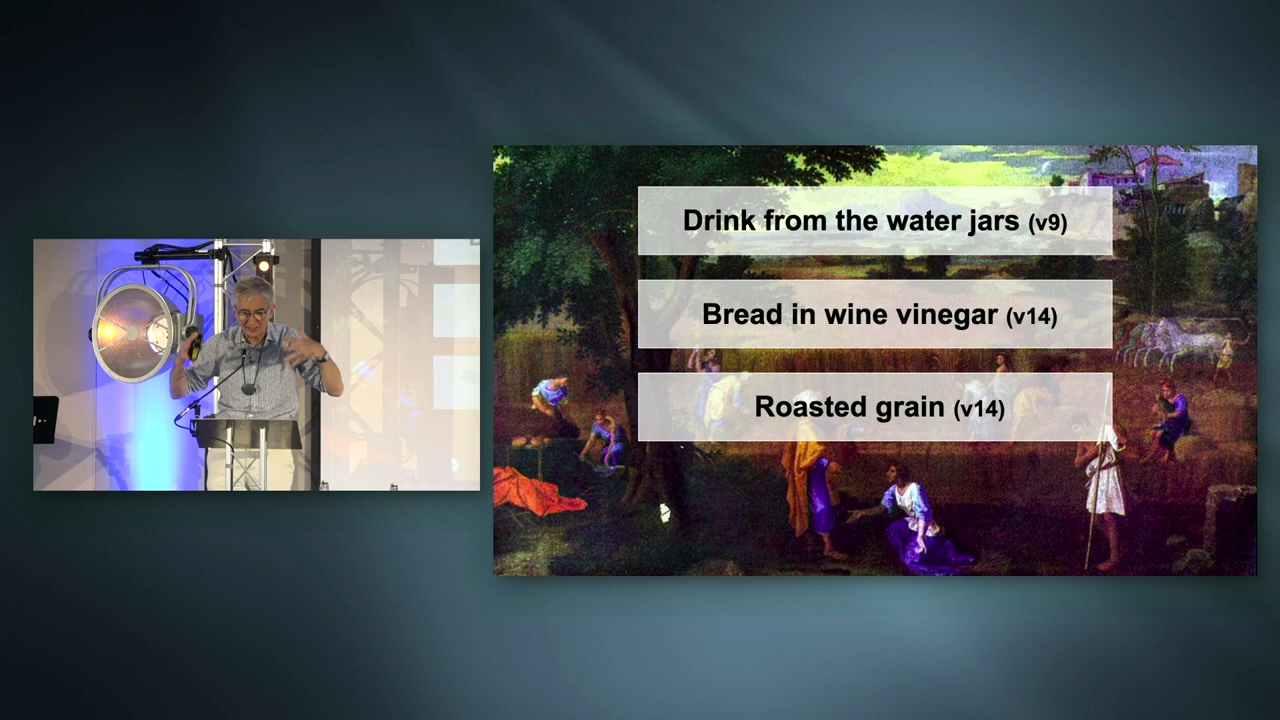 Drink from the water jars (v9)
Bread in wine vinegar (v14)
Roasted grain (v14)